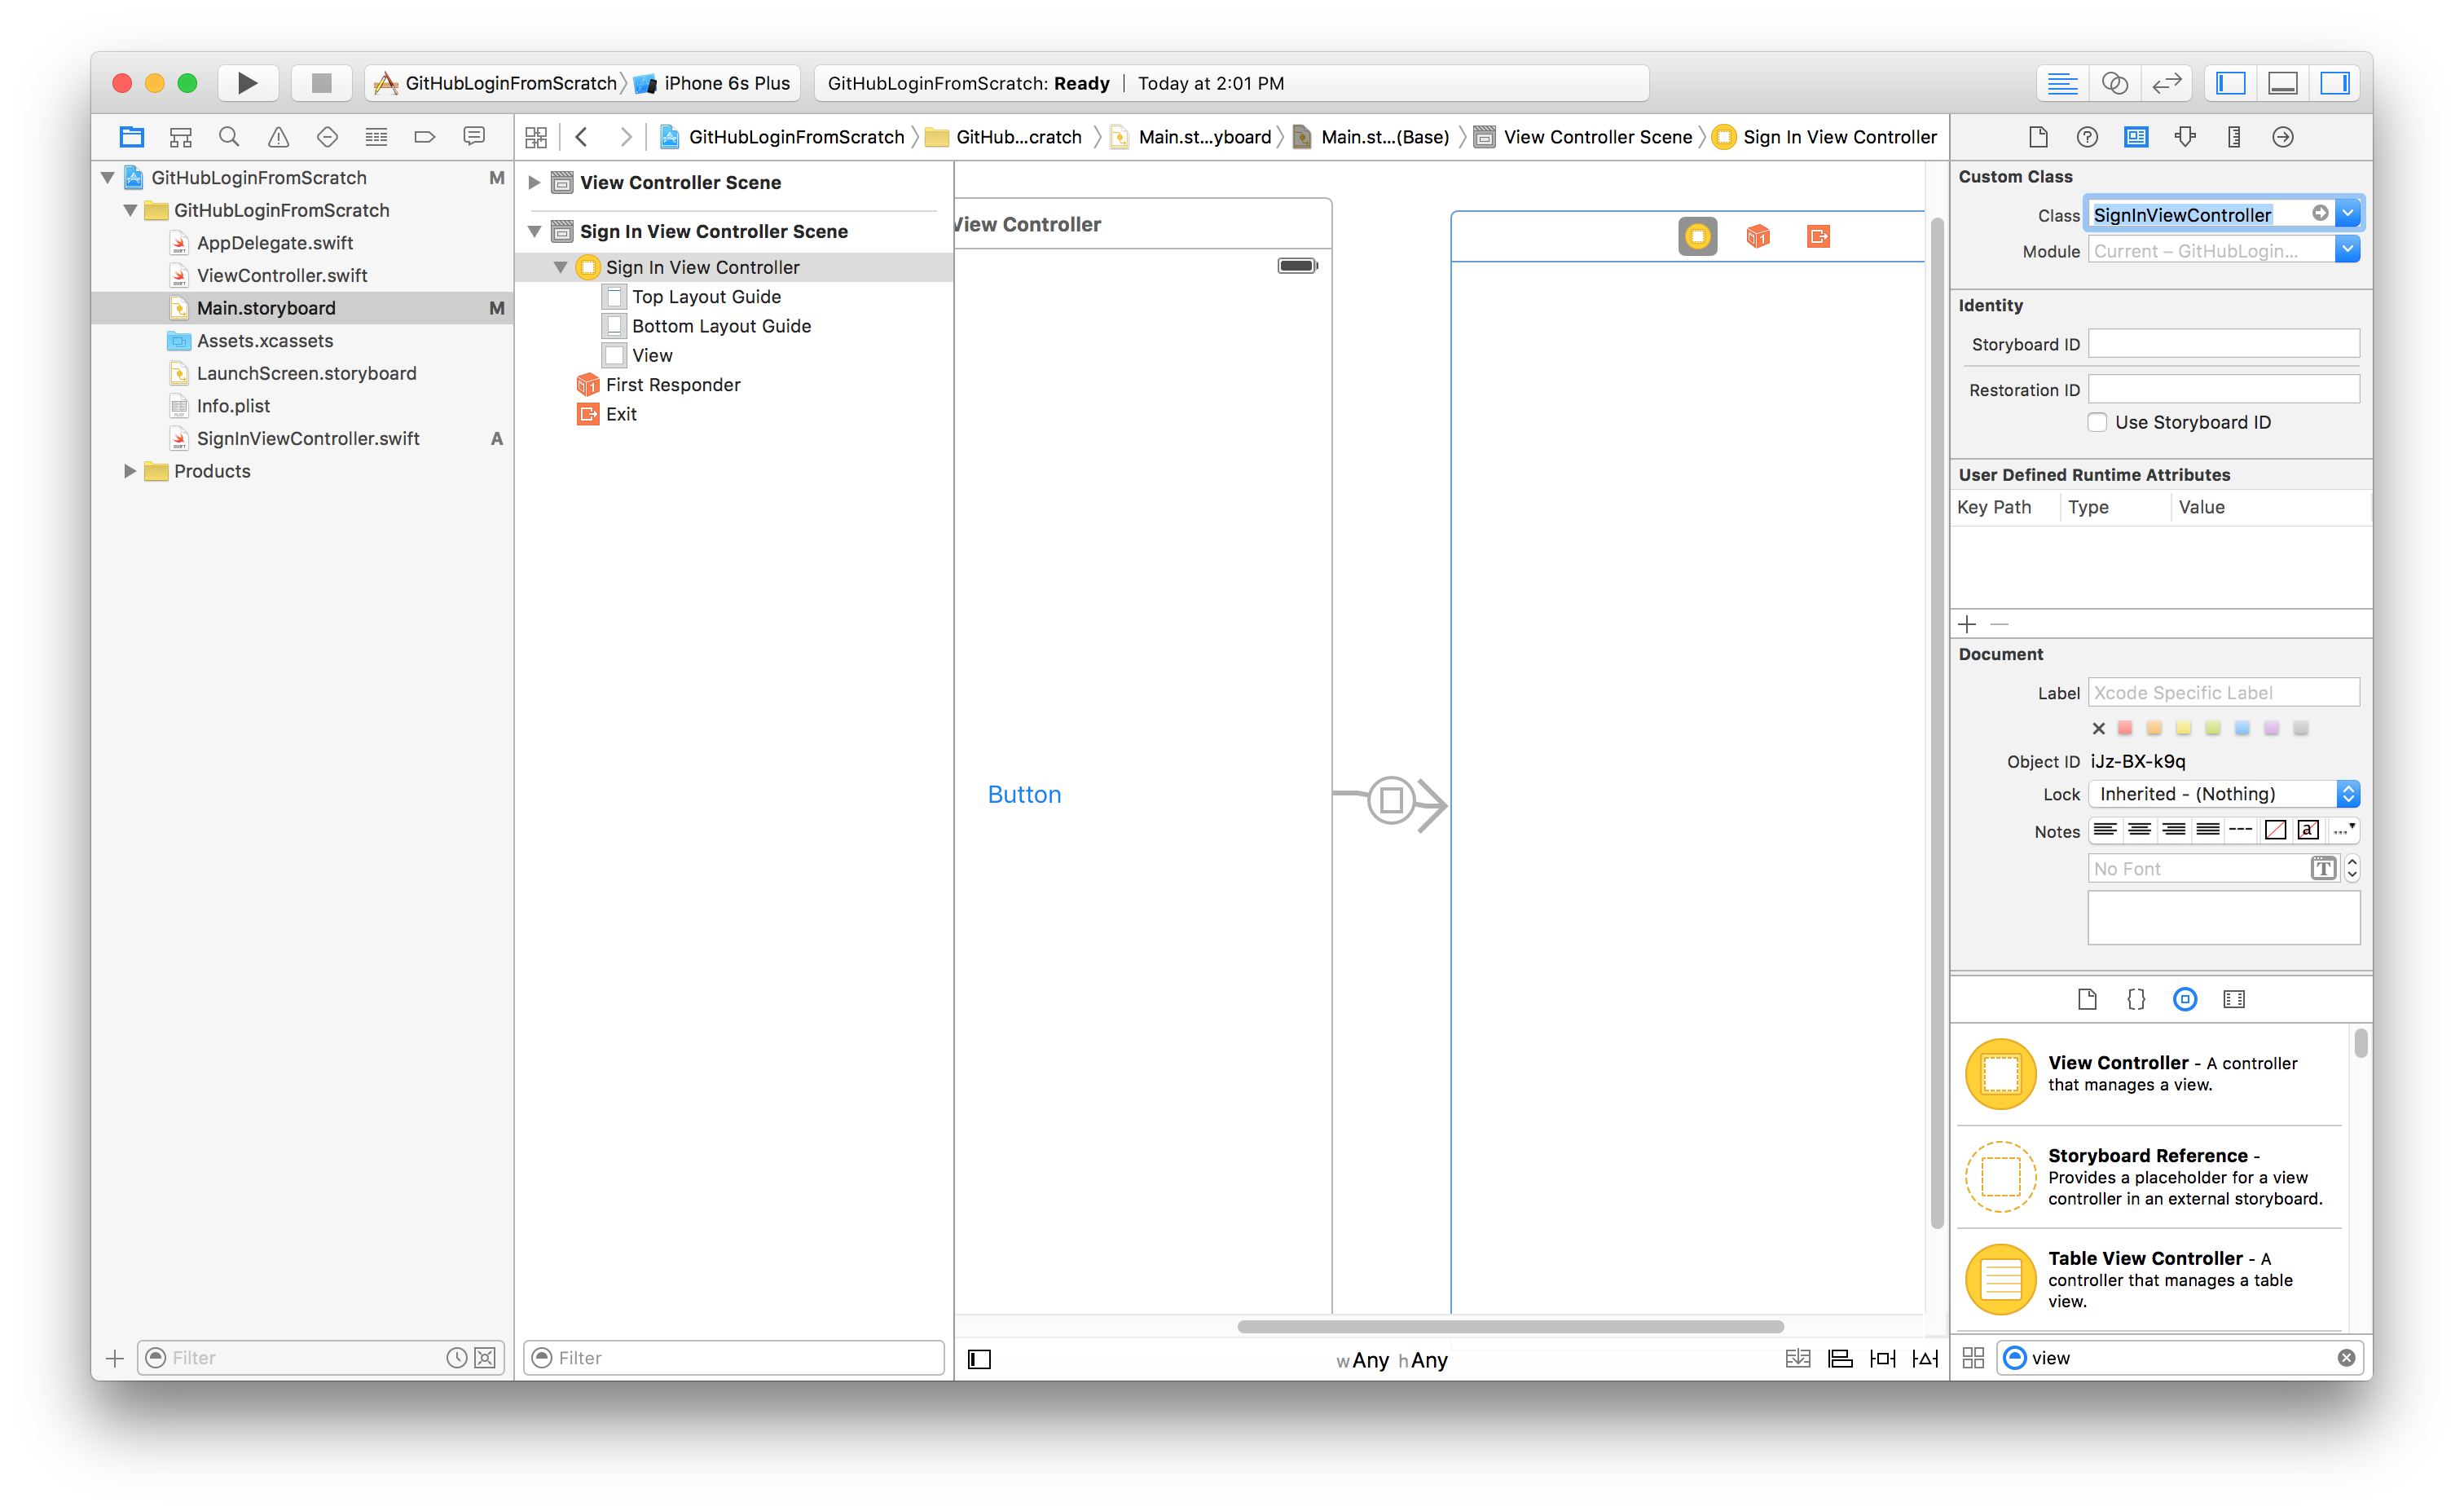 GitHubLoginFromScratch
iPhone 6s Plus
GitHubLoginFromScratch: Ready | Today at 2:01 PM
GitHubLoginFromScratch
GitHub...cratch
Main.st...yboard
Main.st...(Base)
View Controller Scene
Sign In View Controller
GitHubLoginFromScratch M
GitHubLoginFromScratch
AppDelegate.swift
ViewController.swift
Main.storyboard M
Assets.xcassets
LaunchScreen.storyboard
Info.plist
SignInViewController.swift A
Products
Filter
View Controller Scene
Sign In View Controller Scene
Sign In View Controller
Top Layout Guide
Bottom Layout Guide
View
First Responder
Exit
Filter
View Controller
Button
wAny hAny
Custom Class
Class SignInViewController
Module Current – GitHubLogin...
Identity
Storyboard ID
Restoration ID
Use Storyboard ID
User Defined Runtime Attributes
Key Path Type Value
Document
Label Xcode Specific Label
Object ID iJz-BX-k9q
Lock Inherited - (Nothing)
Notes
No Font
View Controller - A controller
that manages a view.
Storyboard Reference -
Provides a placeholder for a view
controller in an external storyboard.
Table View Controller - A
controller that manages a table
view.
view